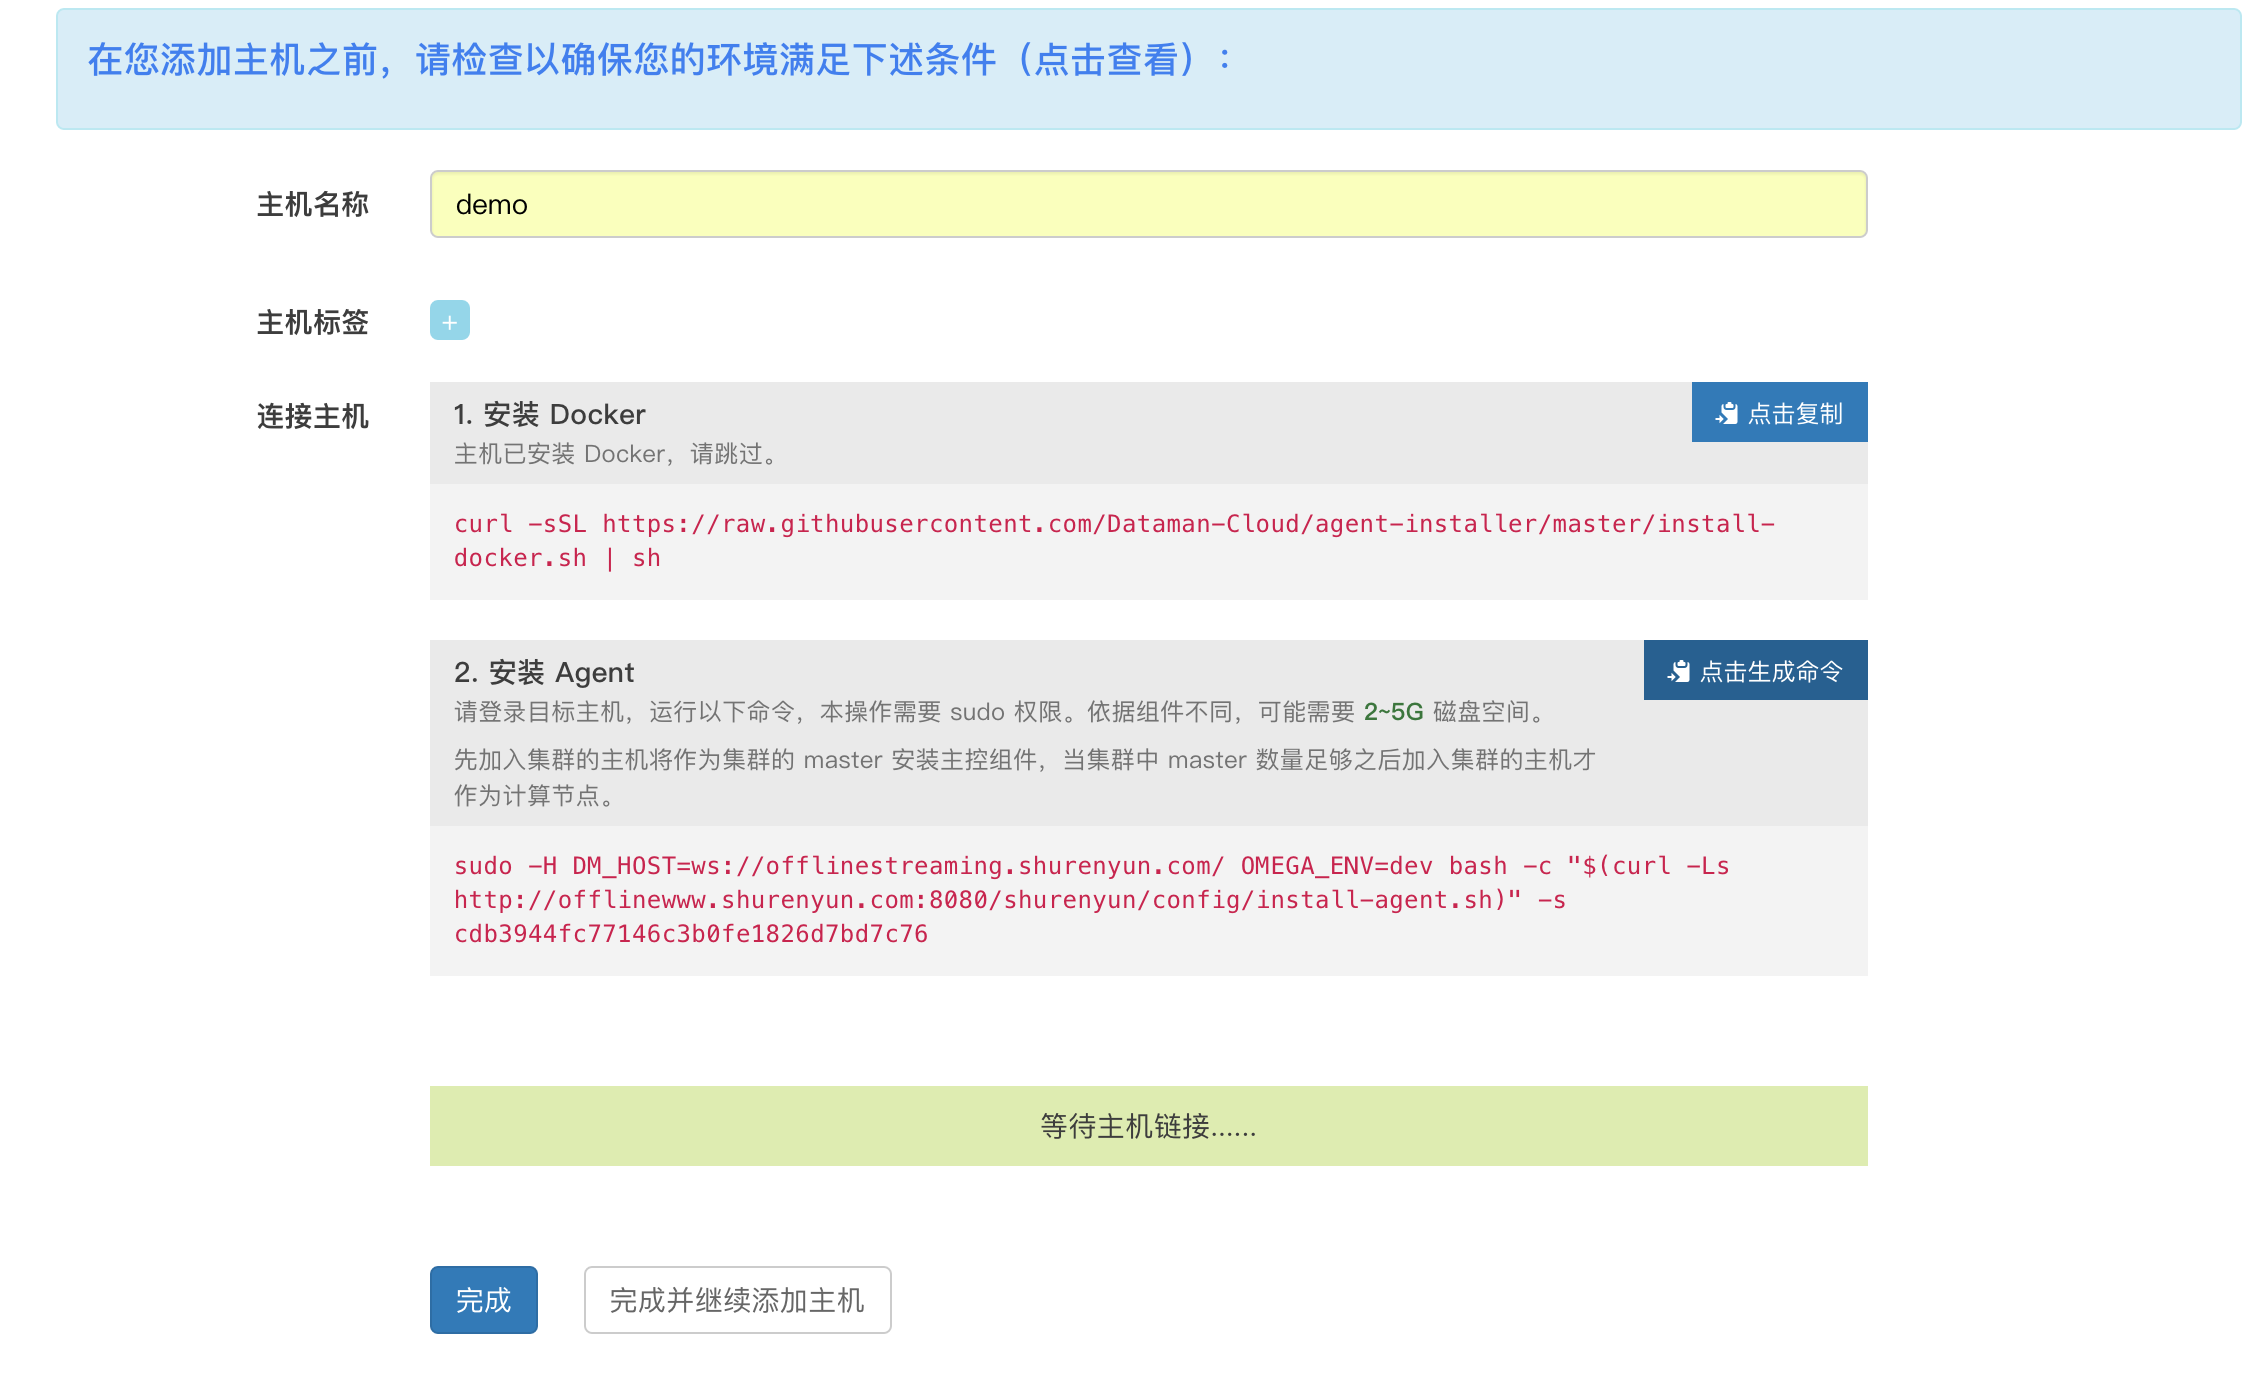 在您添加主机之前，请检查以确保您的环境满足下述条件（点击查看）：
主机名称
demo
主机标签
+
连接主机
1. 安装 Docker
点击复制
主机已安装 Docker，请跳过。
curl -sSL https://raw.githubusercontent.com/Dataman-Cloud/agent-installer/master/install-
docker.sh | sh
2. 安装 Agent
点击生成命令
请登录目标主机，运行以下命令，本操作需要 sudo 权限。依据组件不同，可能需要 2~5G 磁盘空间。
先加入集群的主机将作为集群的 master 安装主控组件，当集群中 master 数量足够之后加入集群的主机才
作为计算节点。
sudo -H DM_HOST=ws://offlinestreaming.shurenyun.com/ OMEGA_ENV=dev bash -c "$(curl -Ls
http://offlinewww.shurenyun.com:8080/shurenyun/config/install-agent.sh)" -s
cdb3944fc77146c3b0fe1826d7bd7c76
等待主机链接......
完成
完成并继续添加主机